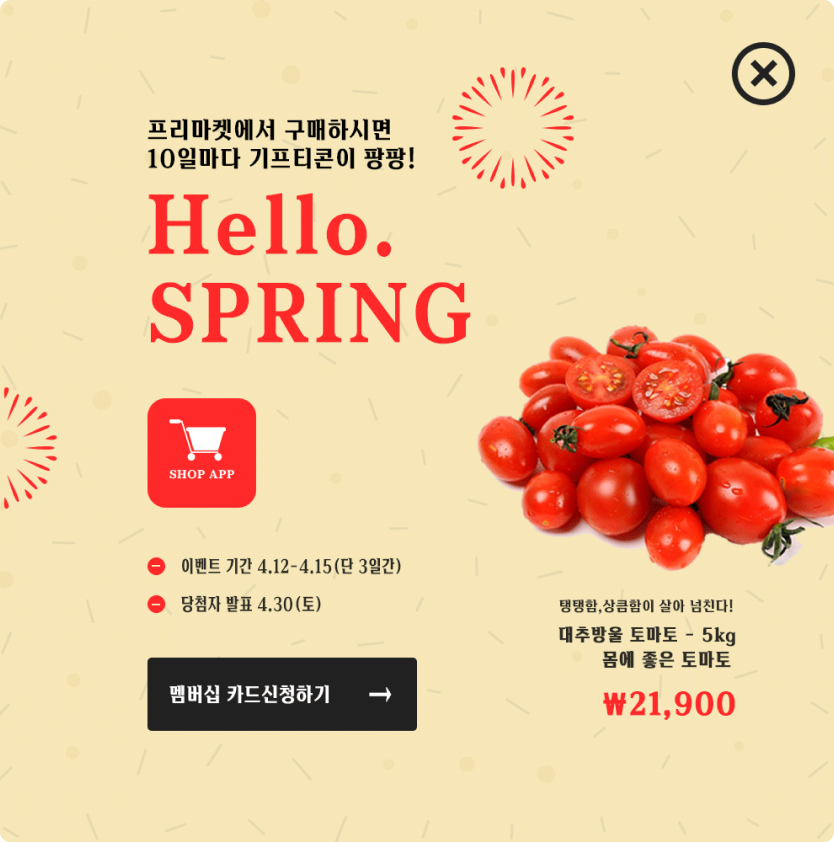 프리마켓에서 구매하시면
10일마다 기프티콘이 팡팡!
Hello.
SPRING
SHOP APP
이벤트 기간 4.12-4.15(단 3일간)
당첨자 발표 4.30(토)
멤버십 카드신청하기
탱탱함,상큼함이 살아 넘친다!
대추방울 토마토 - 5kg
몸에 좋은 토마토
₩21,900